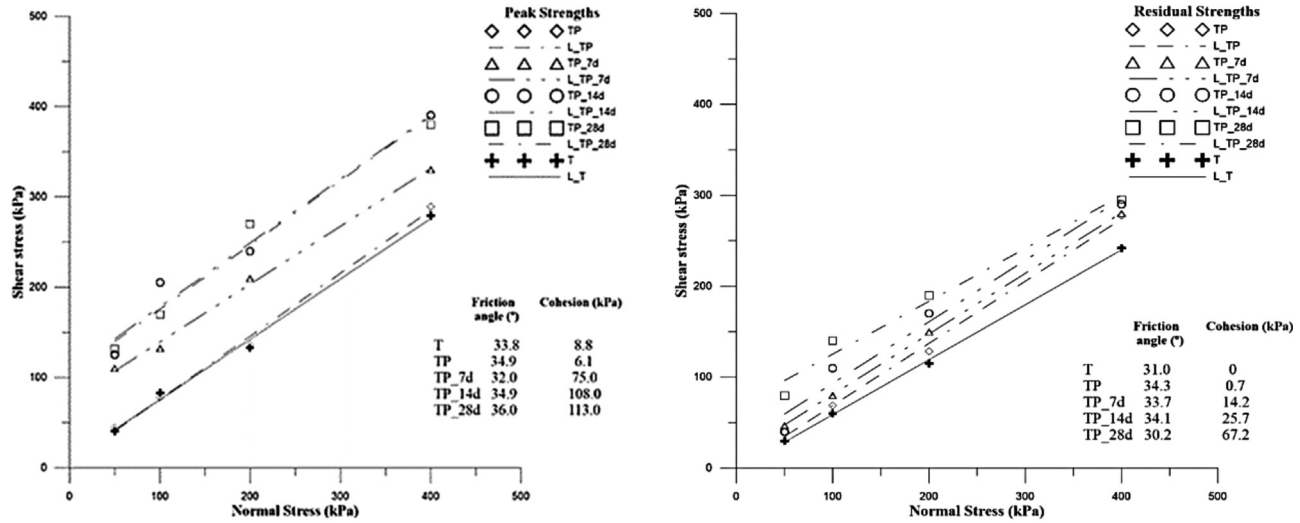 Peak Strengths
TP
L_TP
TP_7d
L_TP_7d
TP_14d
L_TP_14d
TP_28d
L_TP_28d
T
L_T
500
400
300
200
100
0
Shear stress (kPa)
0 100 200 300 400 500
Normal Stress (kPa)
Friction angle (°) Cohesion (kPa)
T 33.8 8.8
TP 34.9 6.1
TP_7d 32.0 75.0
TP_14d 34.9 108.0
TP_28d 36.0 113.0
Residual Strengths
TP
L_TP
TP_7d
L_TP_7d
TP_14d
L_TP_14d
TP_28d
L_TP_28d
T
L_T
500
400
300
200
100
0
Shear stress (kPa)
0 100 200 300 400 500
Normal Stress (kPa)
Friction angle (°) Cohesion (kPa)
T 31.0 0
TP 34.3 0.7
TP_7d 33.7 14.2
TP_14d 34.1 25.7
TP_28d 30.2 67.2